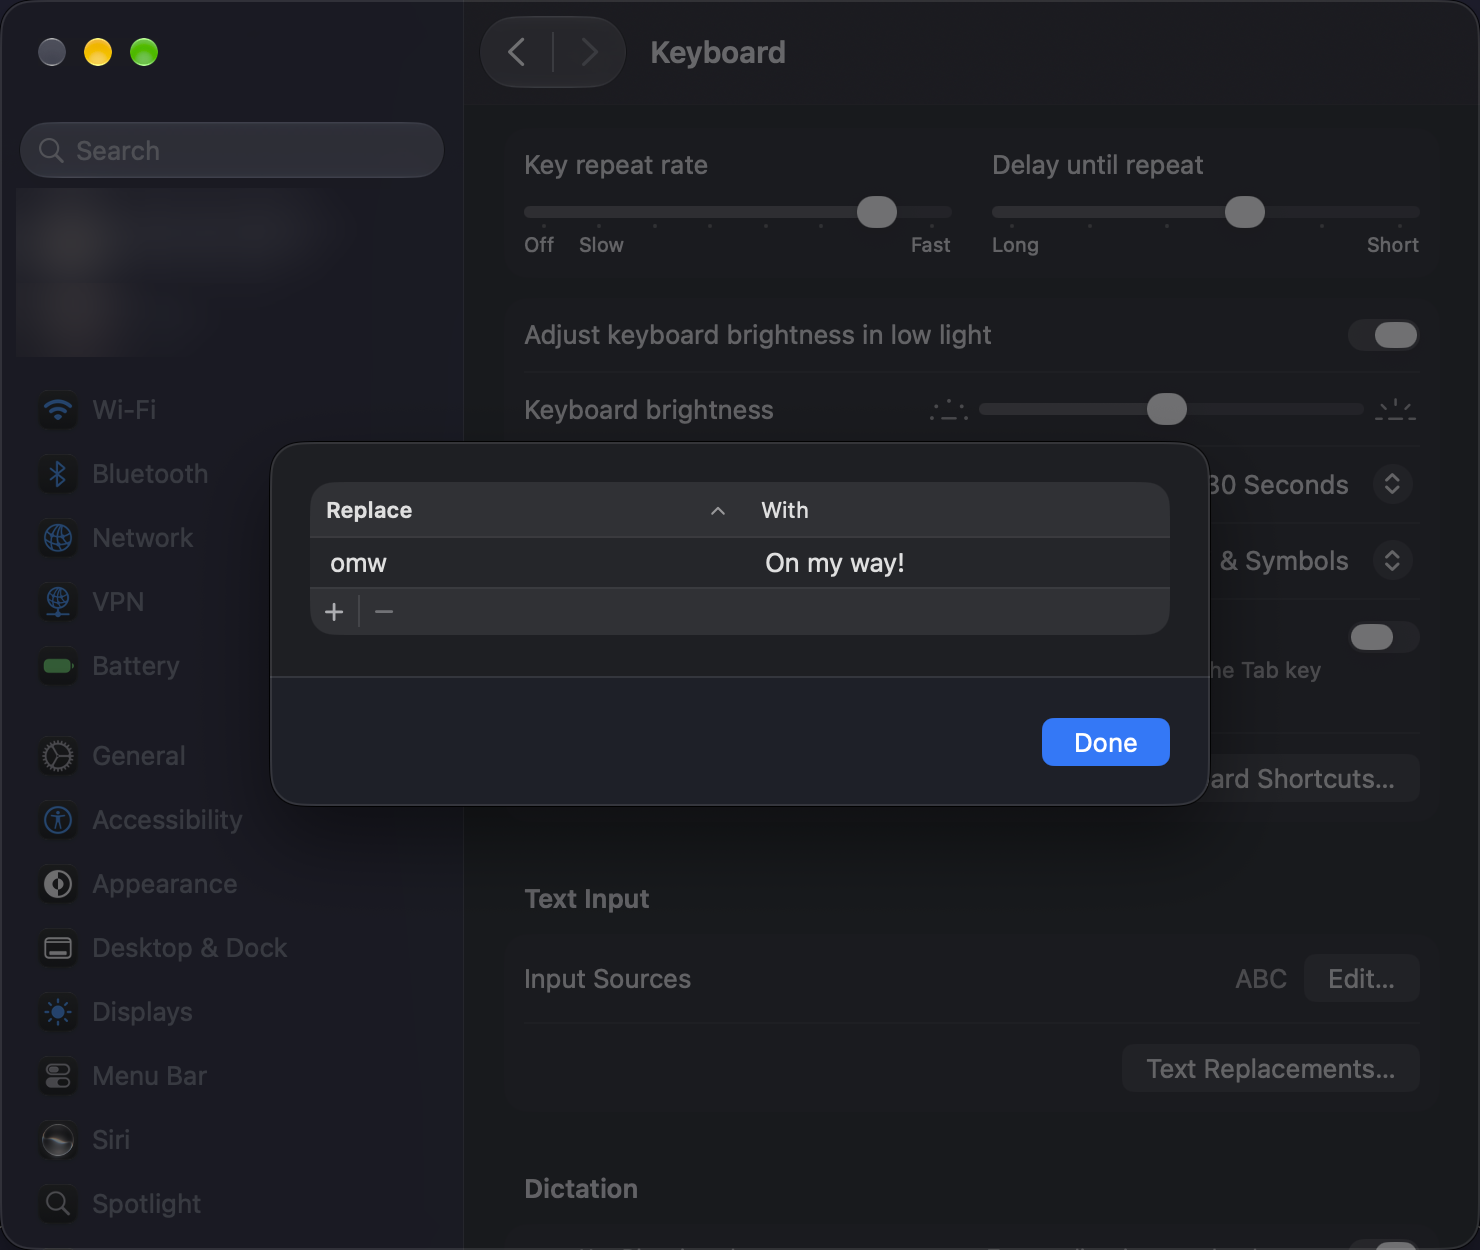 Keyboard
Search
Key repeat rate
Delay until repeat
Off Slow Fast
Long Short
Adjust keyboard brightness in low light
Wi-Fi
Keyboard brightness
Bluetooth
30 Seconds
Replace With
Network
omw On my way!
& Symbols
VPN
Battery
he Tab key
Done
General
ard Shortcuts...
Accessibility
Appearance
Text Input
Desktop & Dock
Input Sources
ABC
Edit...
Displays
Text Replacements...
Menu Bar
Siri
Dictation
Spotlight